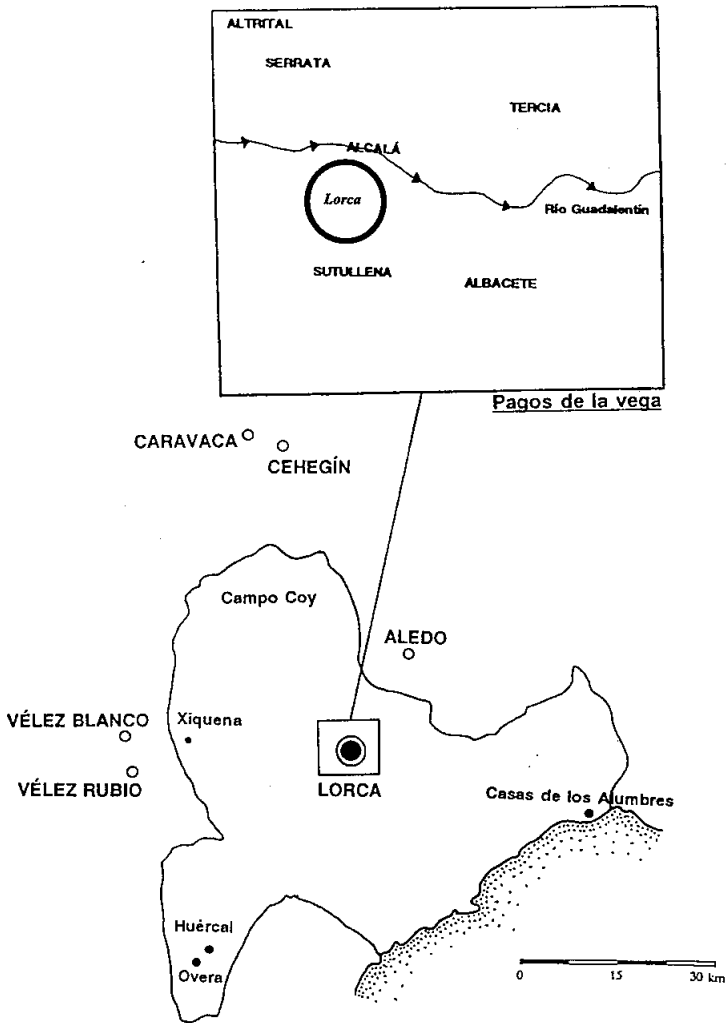 ALTRITAL
SERRATA
TERCIA
ALCALÁ
Lorca
Río Guadalentín
SUTULLENA
ALBACETE
Pagos de la vega
CARAVACA
CEHEGÍN
Campo Coy
ALEDO
VÉLEZ BLANCO
Xiquena
VÉLEZ RUBIO
LORCA
Casas de los Alumbres
Huércal
Overa
0 15 30 km